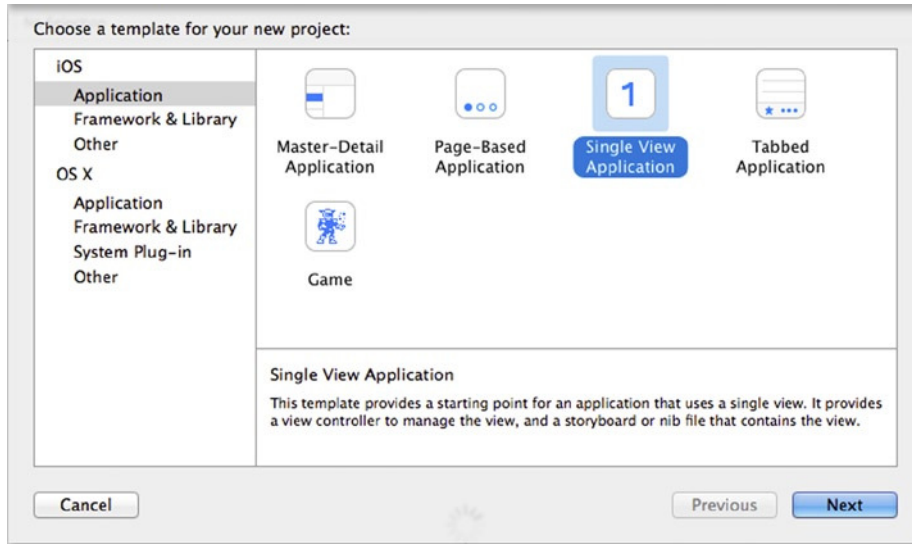 Choose a template for your new project:
iOS
Application
Framework & Library
Other
OS X
Application
Framework & Library
System Plug-in
Other
Master-Detail
Application
Page-Based
Application
1
Single View
Application
Tabbed
Application
Game
Single View Application
This template provides a starting point for an application that uses a single view. It provides
a view controller to manage the view, and a storyboard or nib file that contains the view.
Cancel
Previous
Next